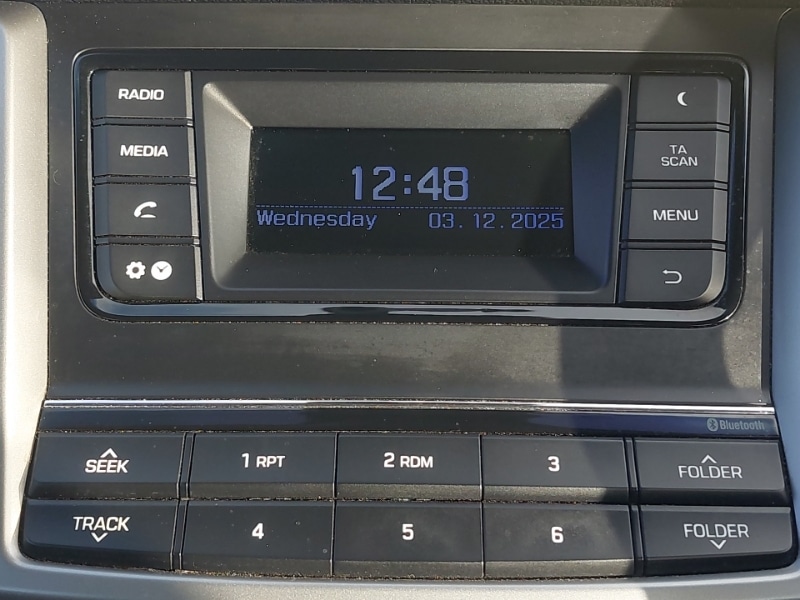 RADIO
MEDIA
12:48
Wednesday 03.12.2025
TA
SCAN
MENU
Bluetooth
SEEK
1 RPT
2 RDM
3
FOLDER
TRACK
4
5
6
FOLDER